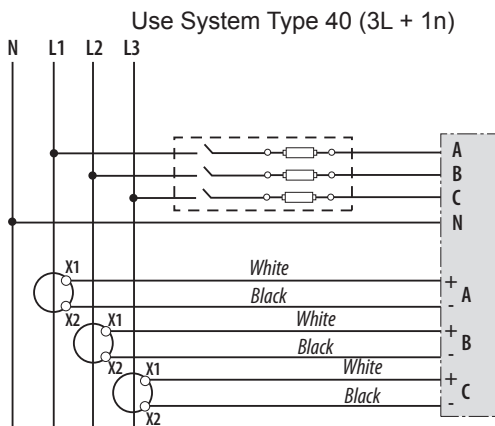 Use System Type 40 (3L + 1n)
N L1 L2 L3
A
B
C
N
X1 White + A
X2 Black -
X1 White + B
X2 Black -
X1 White + C
X2 Black -